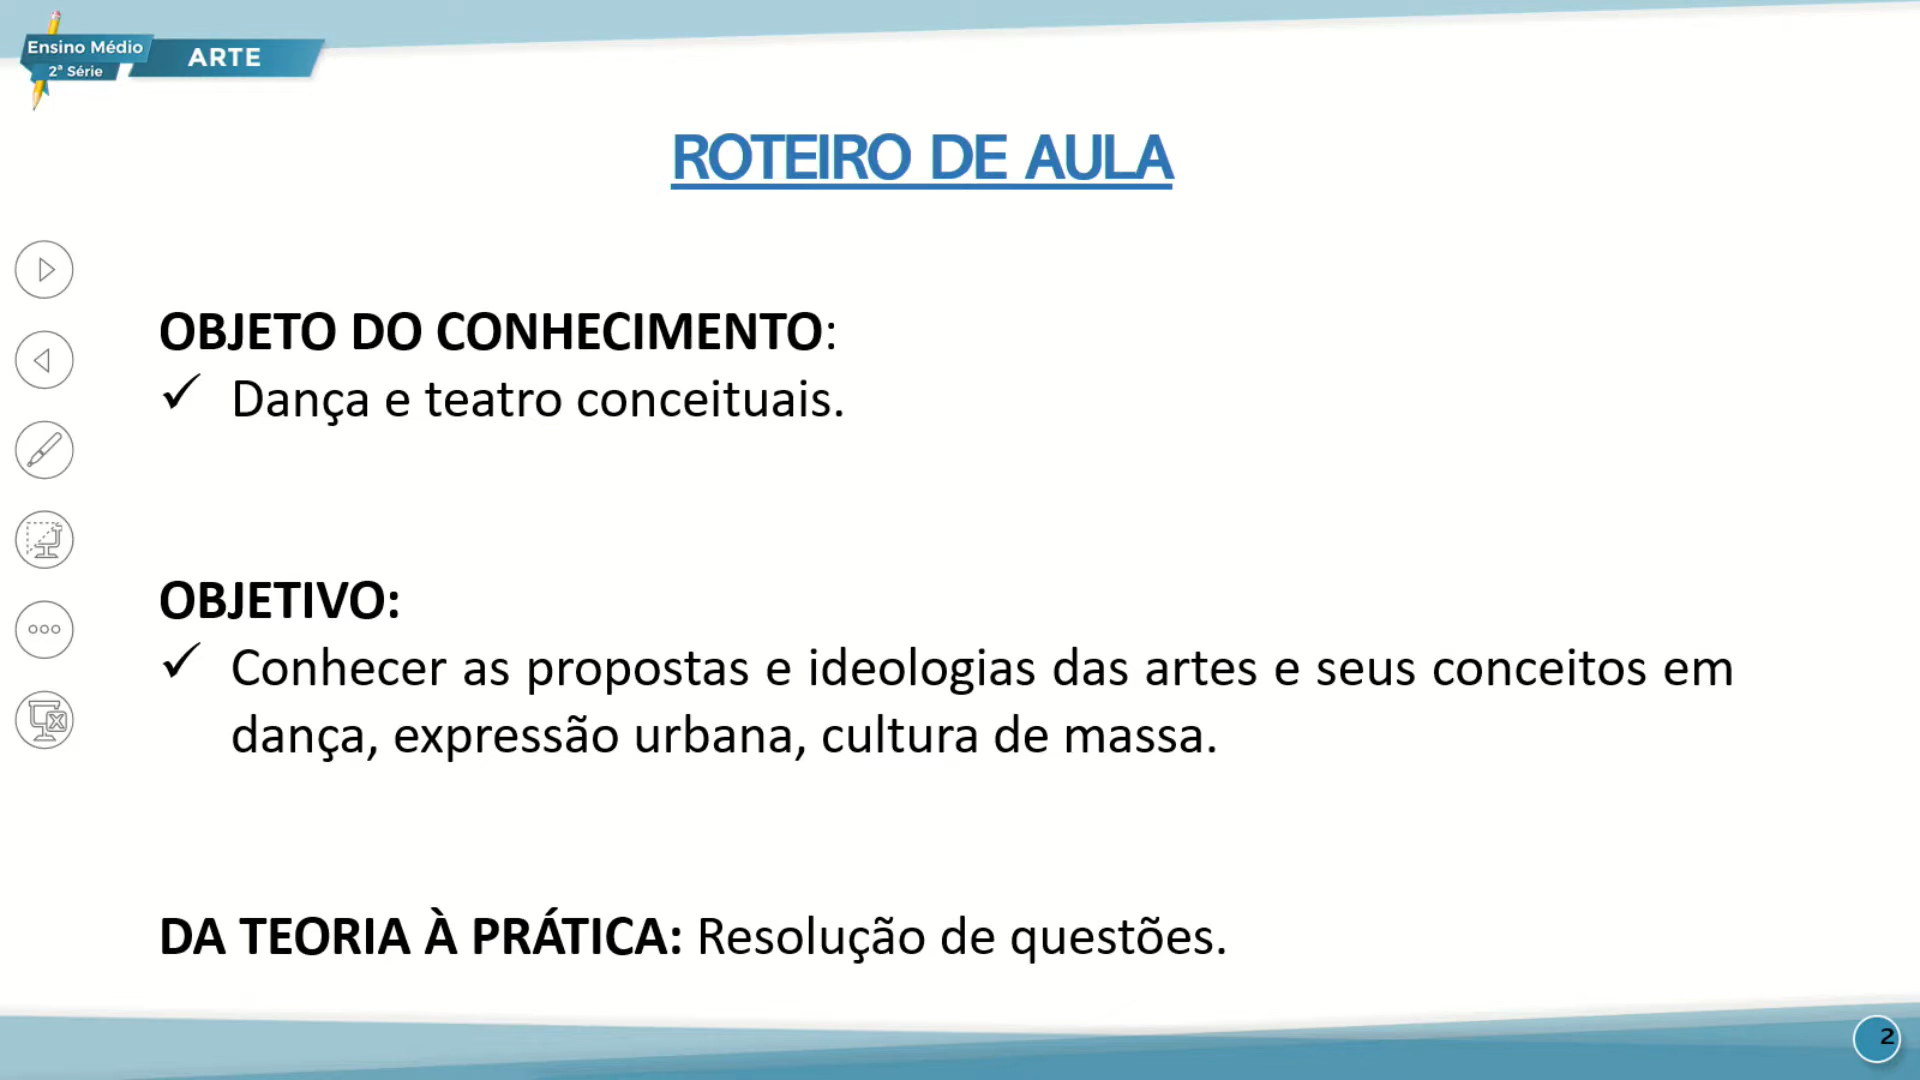 Ensino Médio
2ª Série
ARTE
ROTEIRO DE AULA
OBJETO DO CONHECIMENTO:
✓ Dança e teatro conceituais.
OBJETIVO:
✓ Conhecer as propostas e ideologias das artes e seus conceitos em
dança, expressão urbana, cultura de massa.
DA TEORIA À PRÁTICA: Resolução de questões.
2